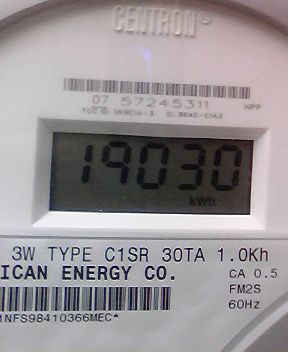 CENTRON
07 57245311
19030
kWh
3W TYPE C1SR 30TA 1.0Kh
ICAN ENERGY CO.
CA 0.5
FM2S
60Hz
NFS98410366MEC*